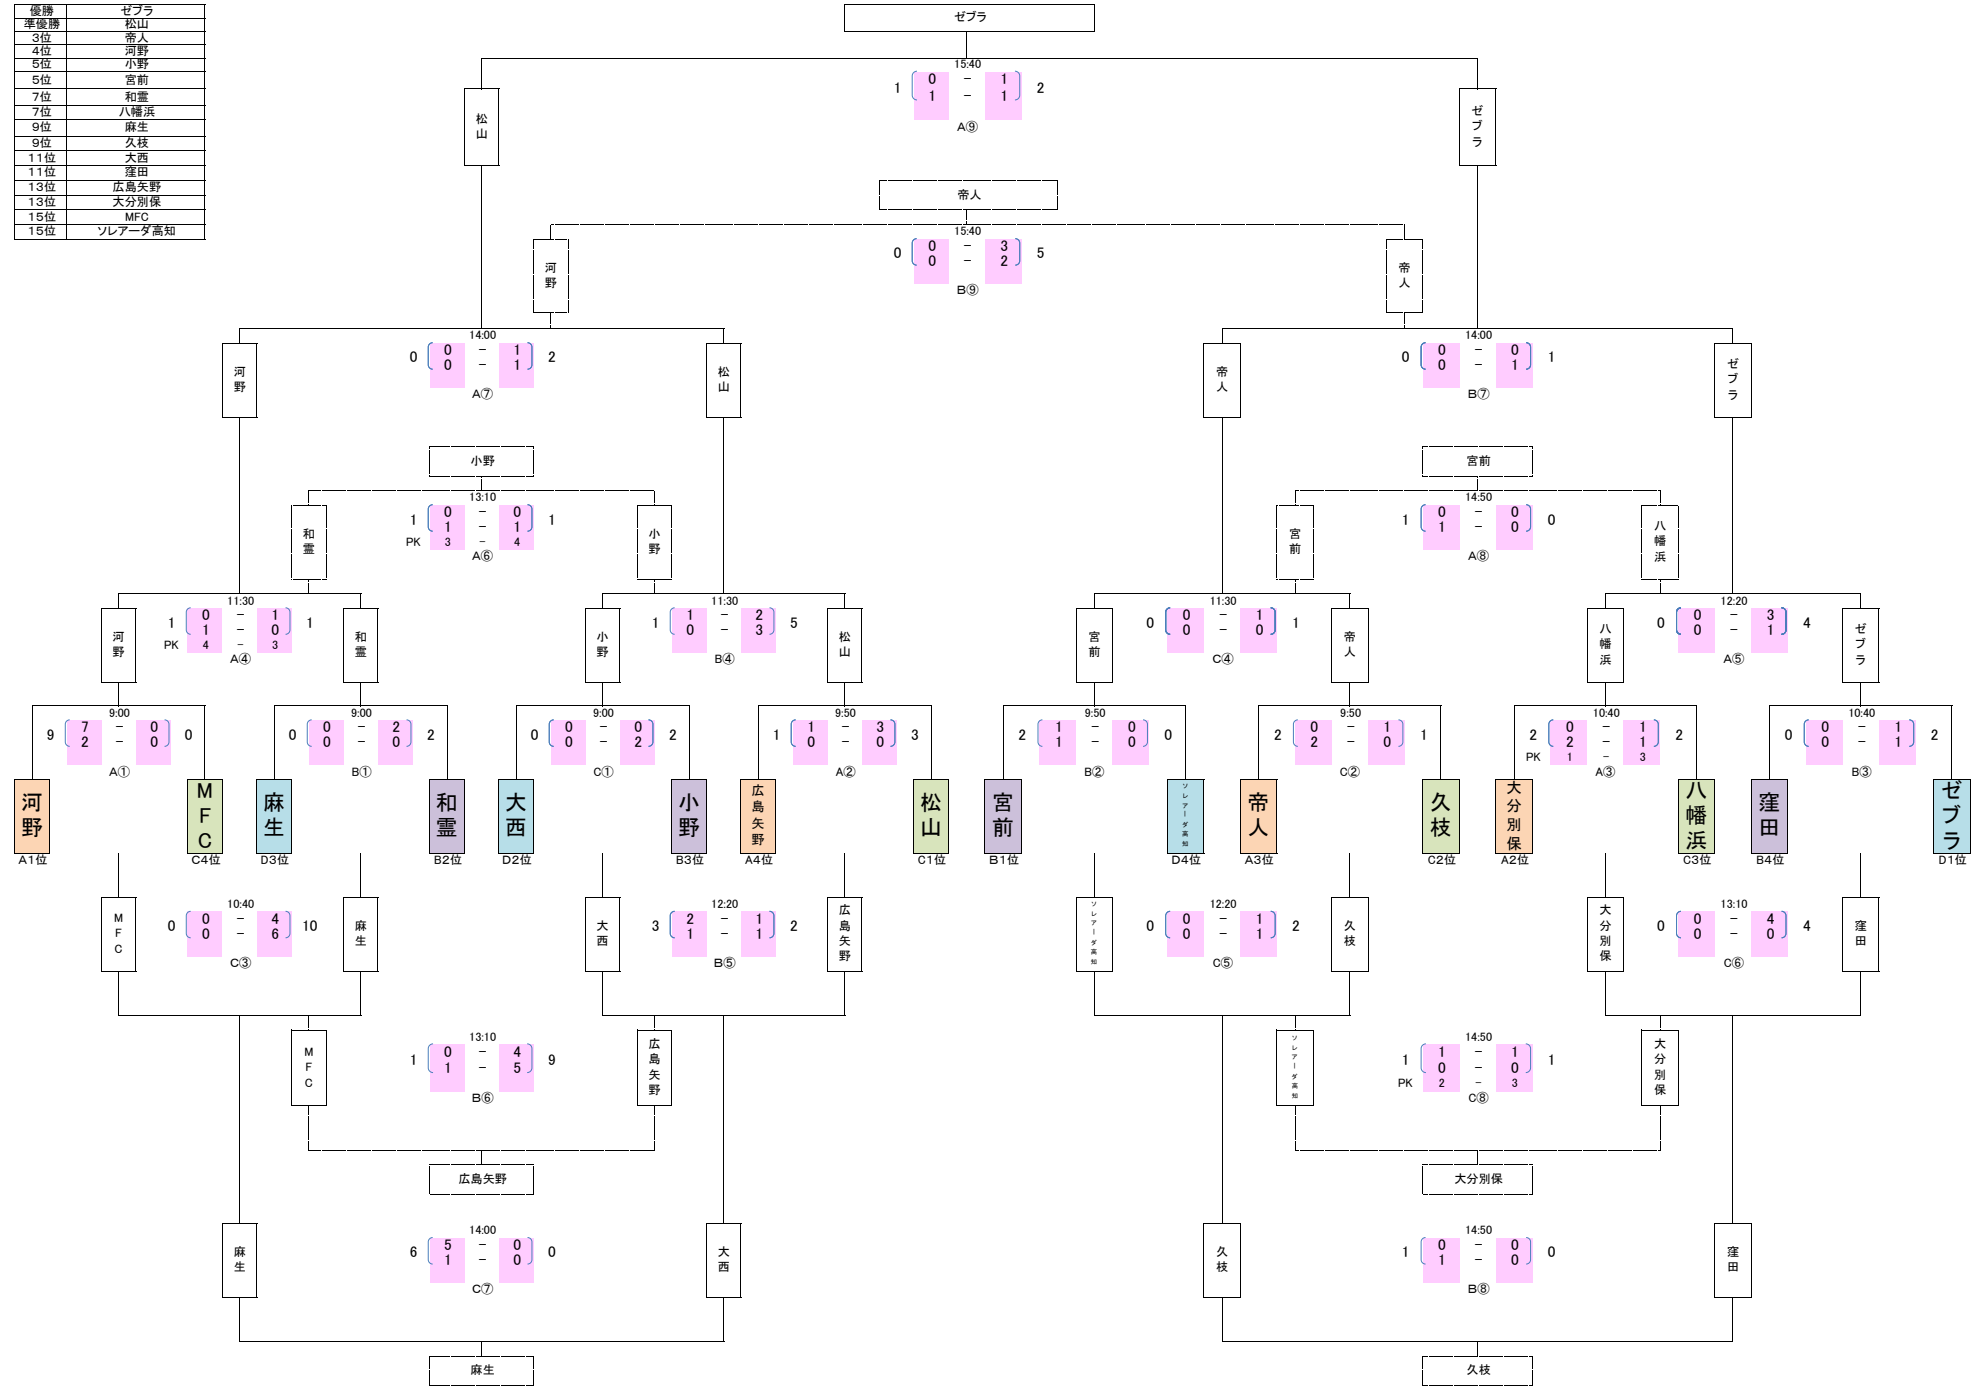 優勝 ゼブラ
準優勝 松山
3位 帝人
4位 河野
5位 小野
5位 宮前
7位 和霊
7位 八幡浜
9位 麻生
9位 久枝
11位 大西
11位 窪田
13位 広島矢野
13位 大分別保
15位 MFC
15位 ソレアーダ高知
ゼブラ
15:40
松山
1 0 － 1 2
1 － 1
A⑨
ゼブラ
帝人
15:40
河野
0 0 － 3 5
0 － 2
B⑨
帝人
14:00
河野
0 0 － 1 2
0 － 1
A⑦
松山
14:00
帝人
0 0 － 0 1
0 － 1
B⑦
ゼブラ
小野
13:10
和霊
1 0 － 0 1
1 － 1
PK 3 － 4
A⑥
小野
宮前
14:50
宮前
1 0 － 0 0
1 － 0
A⑧
八幡浜
11:30
河野
1 0 － 1 1
1 － 0
PK 4 － 3
A④
和霊
11:30
小野
1 1 － 2 5
0 － 3
B④
松山
11:30
宮前
0 0 － 1 1
0 － 0
C④
帝人
12:20
八幡浜
0 0 － 3 4
0 － 1
A⑤
ゼブラ
9:00
9 7 － 0 0
2 － 0
A①
9:00
0 0 － 2 2
0 － 0
B①
9:00
0 0 － 0 2
0 － 2
C①
9:50
1 1 － 3 3
0 － 0
A②
9:50
2 1 － 0 0
1 － 0
B②
9:50
2 0 － 1 1
2 － 0
C②
10:40
2 0 － 1 2
2 － 1
PK 1 － 3
A③
10:40
0 0 － 1 2
0 － 1
B③
河野
MFC
麻生
和霊
大西
小野
広島矢野
松山
宮前
ソレアーダ高知
帝人
久枝
大分別保
八幡浜
窪田
ゼブラ
A1位 C4位 D3位 B2位 D2位 B3位 A4位 C1位 B1位 D4位 A3位 C2位 A2位 C3位 B4位 D1位
10:40
MFC
0 0 － 4 10
0 － 6
C③
麻生
12:20
大西
3 2 － 1 2
1 － 1
B⑤
広島矢野
12:20
ソレアーダ高知
0 0 － 1 2
0 － 1
C⑤
久枝
13:10
大分別保
0 0 － 4 4
0 － 0
C⑥
窪田
13:10
MFC
1 0 － 4 9
1 － 5
B⑥
広島矢野
14:50
ソレアーダ高知
1 1 － 1 1
0 － 0
PK 2 － 3
C⑧
大分別保
広島矢野
大分別保
14:00
麻生
6 5 － 0 0
1 － 0
C⑦
大西
14:50
久枝
1 0 － 0 0
1 － 0
B⑧
窪田
麻生
久枝